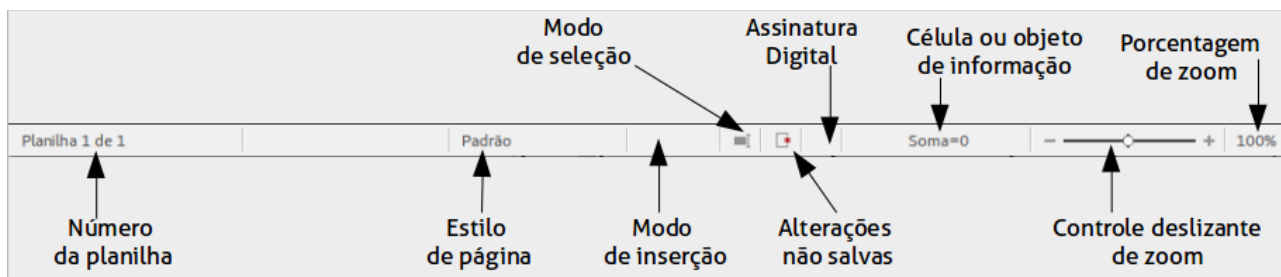 Modo
de seleção
Assinatura
Digital
Célula ou objeto
de informação
Porcentagem
de zoom
Planilha 1 de 1
Padrão
Soma=0
100%
Número
da planilha
Estilo
de página
Modo
de inserção
Alterações
não salvas
Controle deslizante
de zoom